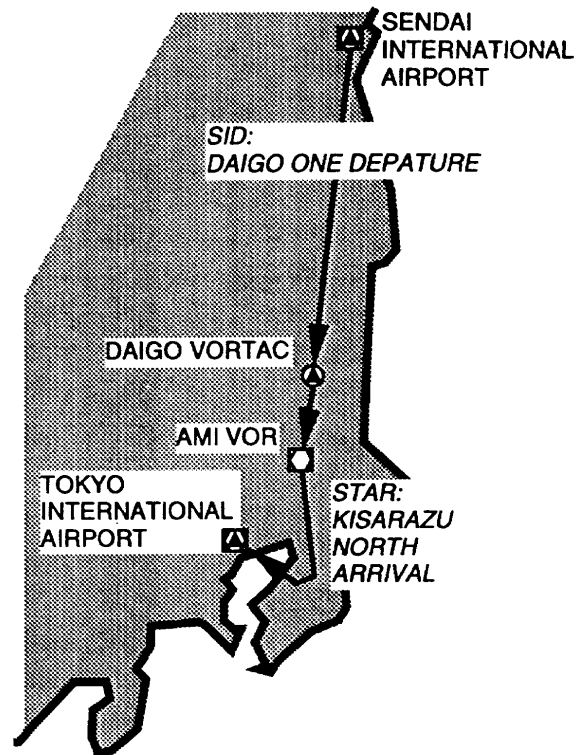 SENDAI
INTERNATIONAL
AIRPORT
SID:
DAIGO ONE DEPATURE
DAIGO VORTAC
AMI VOR
TOKYO
INTERNATIONAL
AIRPORT
STAR:
KISARAZU
NORTH
ARRIVAL